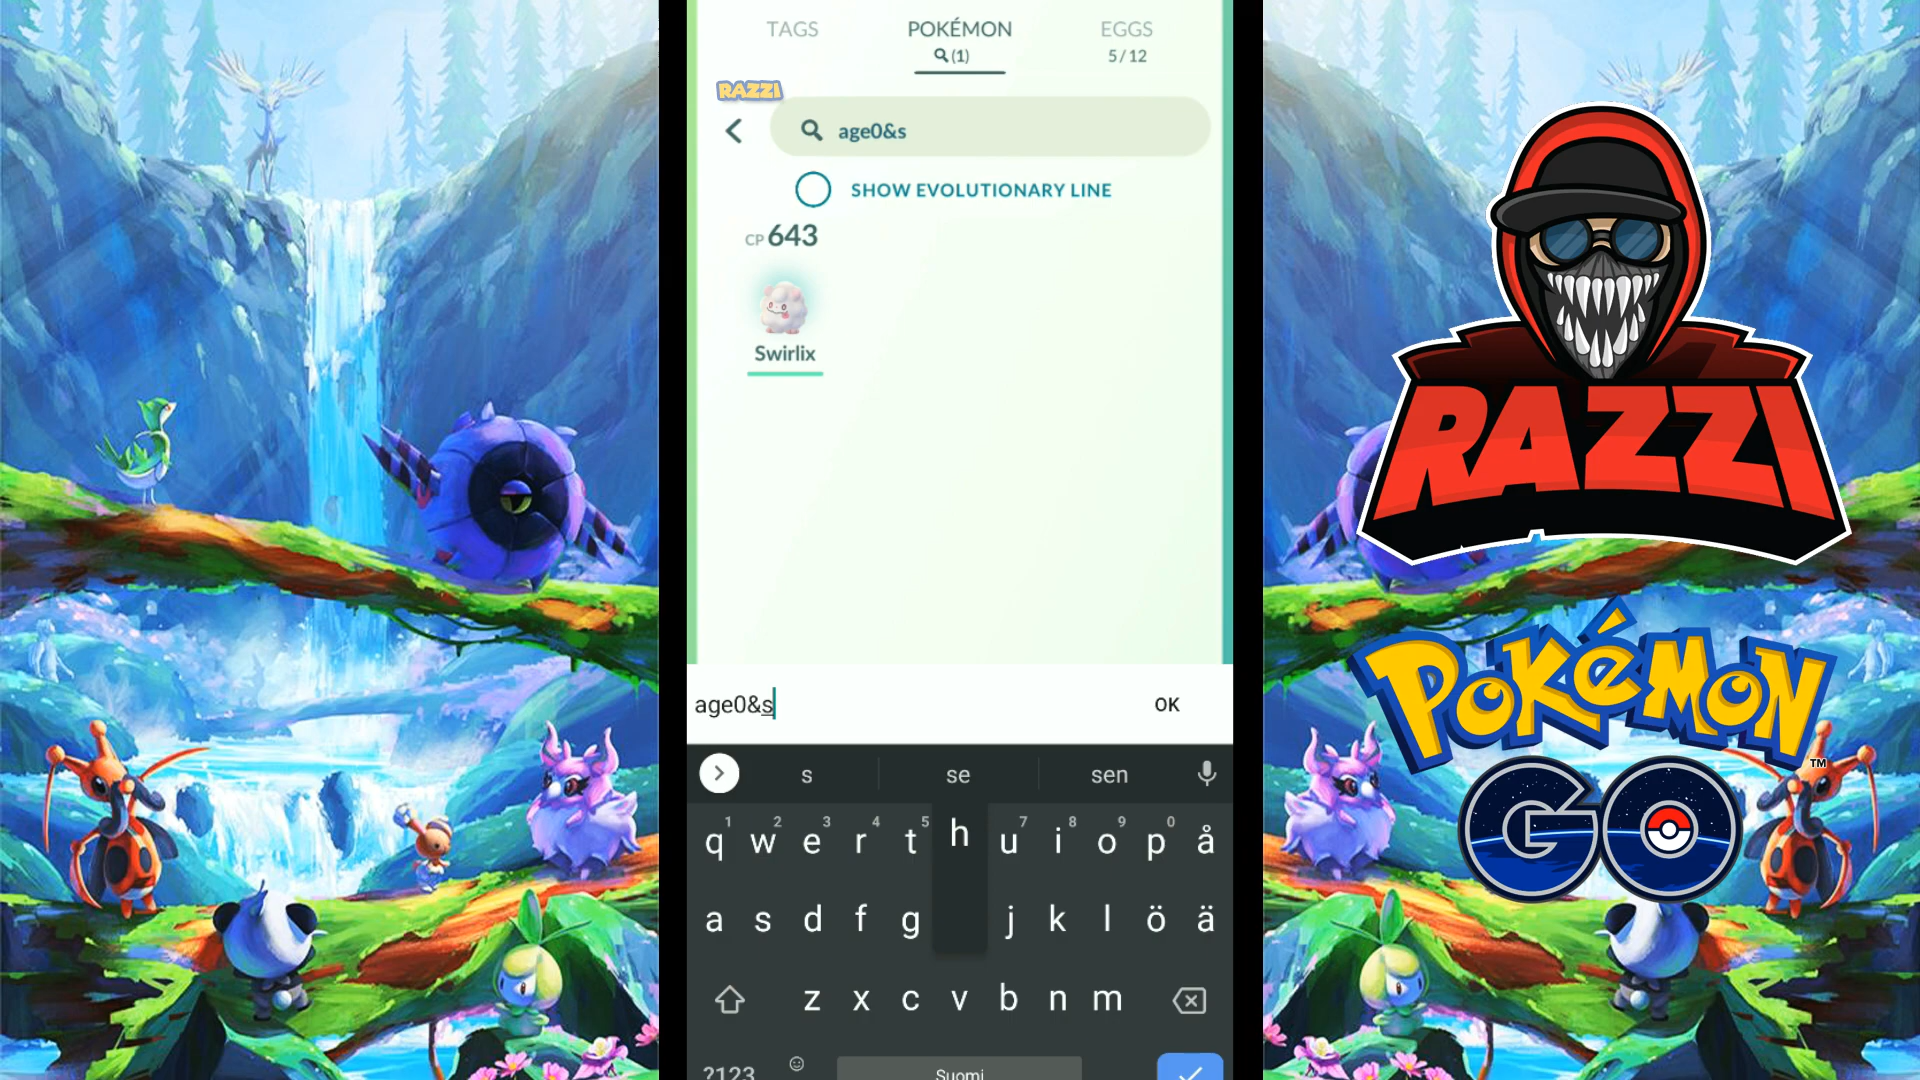 TAGS
POKÉMON
EGGS
(1)
5/12
RAZZI
age0&s
SHOW EVOLUTIONARY LINE
CP 643
Swirlix
age0&s
OK
s se sen
1 2 3 4 5 7 8 9 0
q w e r t h u i o p å
a s d f g j k l ö ä
z x c v b n m
?123
Suomi
RAZZI
POKéMON
TM
GO